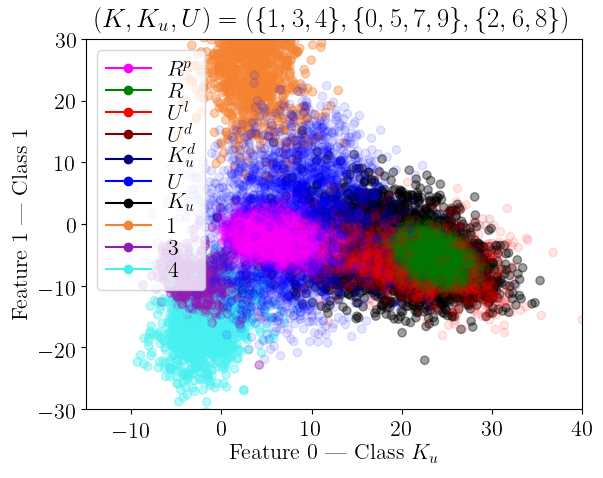 (K, K_u, U) = ({1, 3, 4}, {0, 5, 7, 9}, {2, 6, 8})
30
20
10
0
−10
−20
−30
Feature 1 — Class 1
R^p
R
U^l
U^d
K_u^d
U
K_u
1
3
4
−10
0
10
20
30
40
Feature 0 — Class K_u